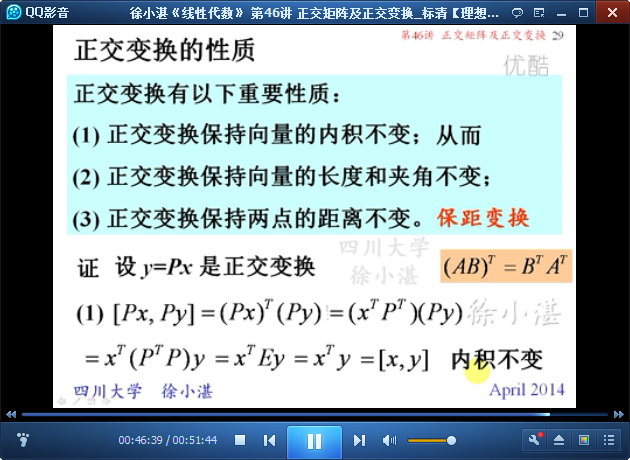 QQ影音
徐小湛《线性代数》 第46讲 正交矩阵及正交变换_标清【理想...
第46讲 正交矩阵及正交变换 29
正交变换的性质
优酷
正交变换有以下重要性质：
(1) 正交变换保持向量的内积不变；从而
(2) 正交变换保持向量的长度和夹角不变；
(3) 正交变换保持两点的距离不变。保距变换
四川大学
徐小湛
证 设 y=Px 是正交变换
(AB)^T = B^T A^T
(1) [Px, Py] = (Px)^T (Py) = (x^T P^T)(Py)
徐小湛
= x^T (P^T P) y = x^T Ey = x^T y = [x, y] 内积不变
四川大学 徐小湛
April 2014
00:46:39 / 00:51:44